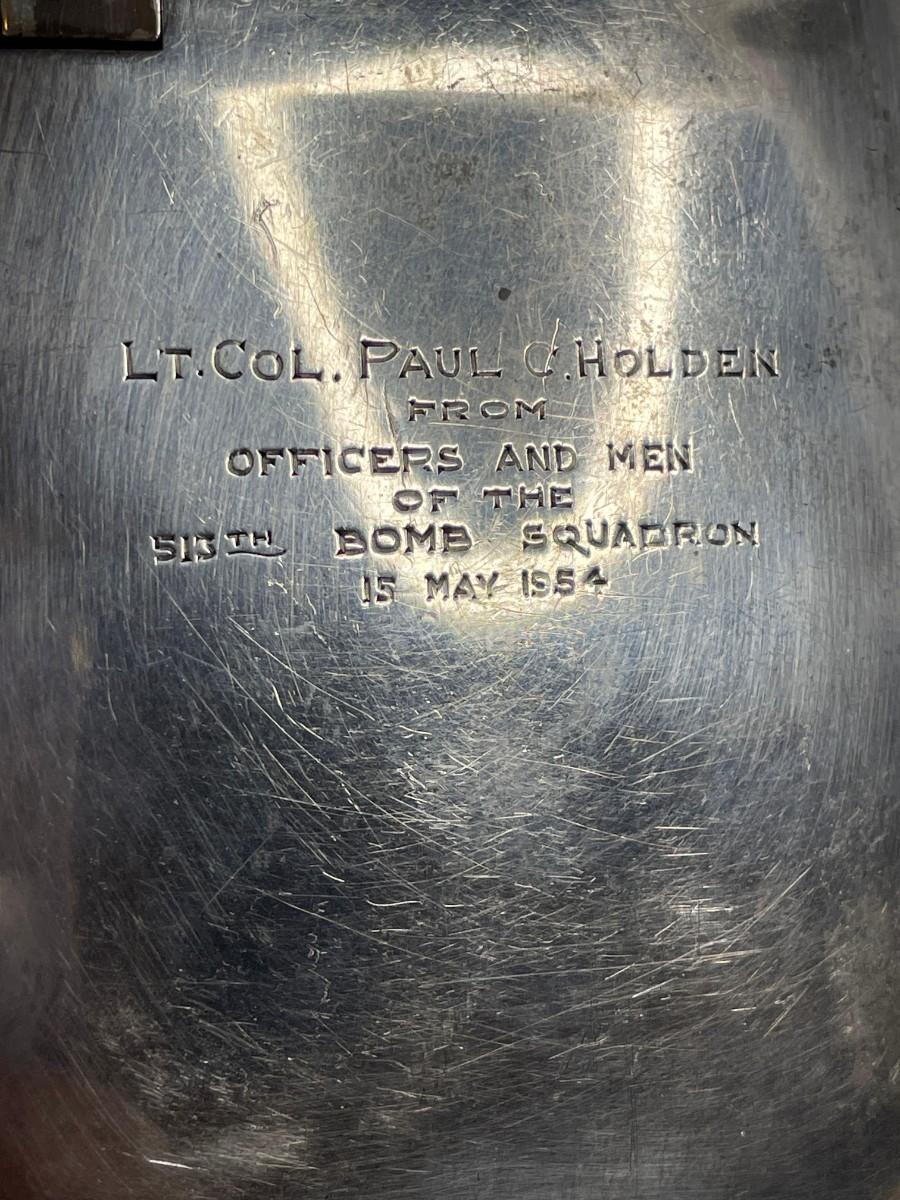 LT. COL. PAUL C. HOLDEN
FROM
OFFICERS AND MEN
OF THE
513TH BOMB SQUADRON
15 MAY 1954